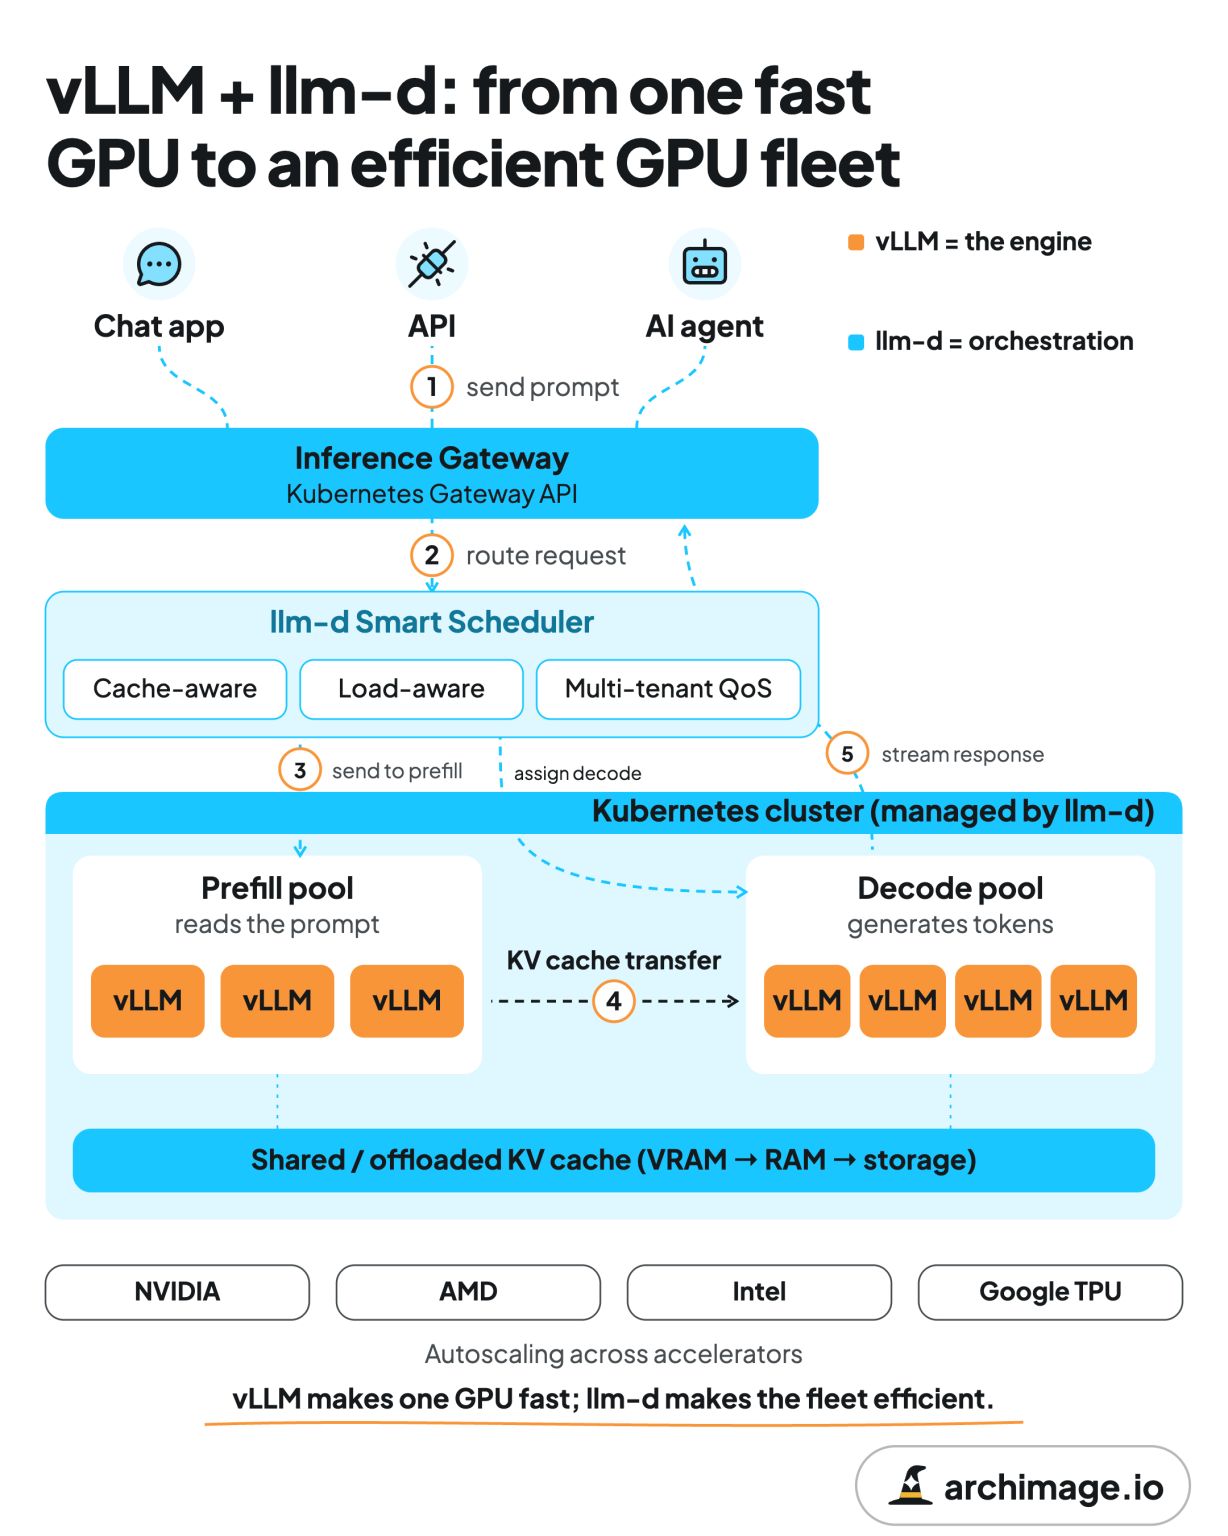 vLLM + llm-d: from one fast
GPU to an efficient GPU fleet
vLLM = the engine
llm-d = orchestration
Chat app
API
AI agent
1
send prompt
Inference Gateway
Kubernetes Gateway API
2
route request
llm-d Smart Scheduler
Cache-aware
Load-aware
Multi-tenant QoS
3
send to prefill
assign decode
5
stream response
Kubernetes cluster (managed by llm-d)
Prefill pool
reads the prompt
vLLM
vLLM
vLLM
KV cache transfer
4
Decode pool
generates tokens
vLLM
vLLM
vLLM
vLLM
Shared / offloaded KV cache (VRAM → RAM → storage)
NVIDIA
AMD
Intel
Google TPU
Autoscaling across accelerators
vLLM makes one GPU fast; llm-d makes the fleet efficient.
archimage.io